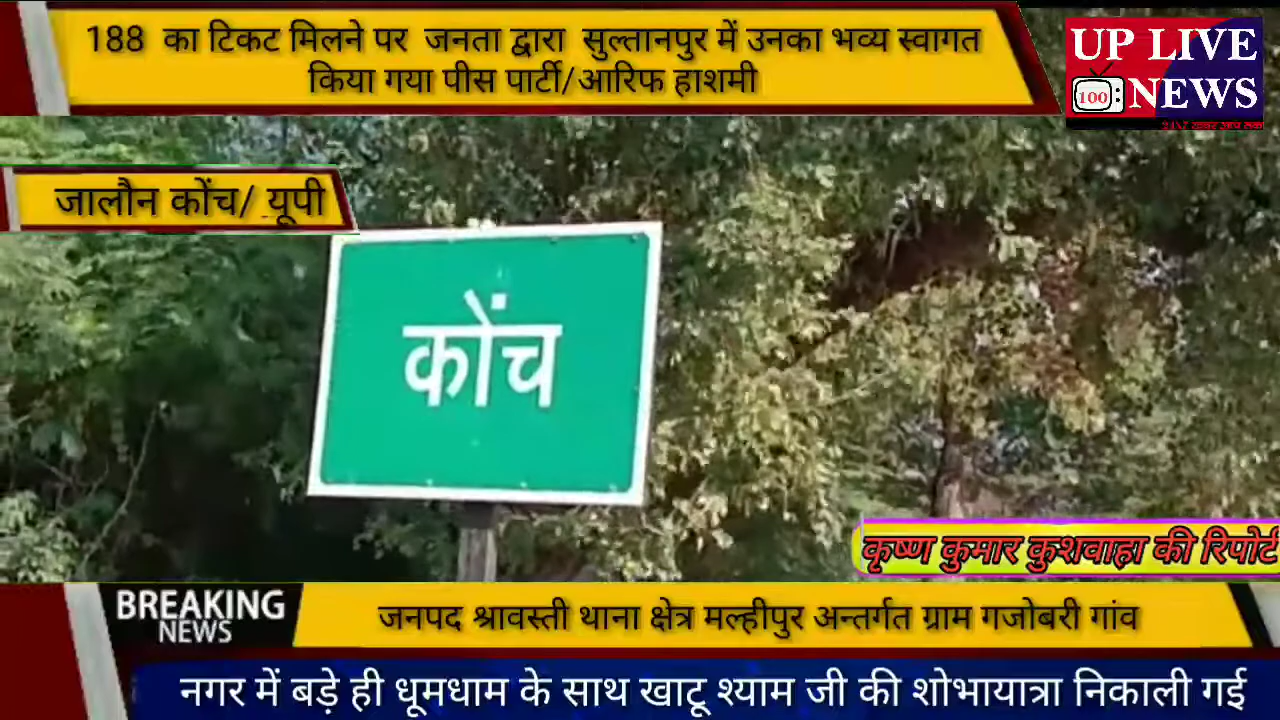 188 का टिकट मिलने पर जनता द्वारा सुल्तानपुर में उनका भव्य स्वागत
किया गया पीस पार्टी/आरिफ हाशमी
UP LIVE
100 NEWS
जालौन कोंच/ यूपी
कोंच
कृष्ण कुमार कुशवाहा की रिपोर्ट
BREAKING
NEWS
जनपद श्रावस्ती थाना क्षेत्र मल्हीपुर अन्तर्गत ग्राम गजोबरी गांव
नगर में बड़े ही धूमधाम के साथ खाटू श्याम जी की शोभायात्रा निकाली गई